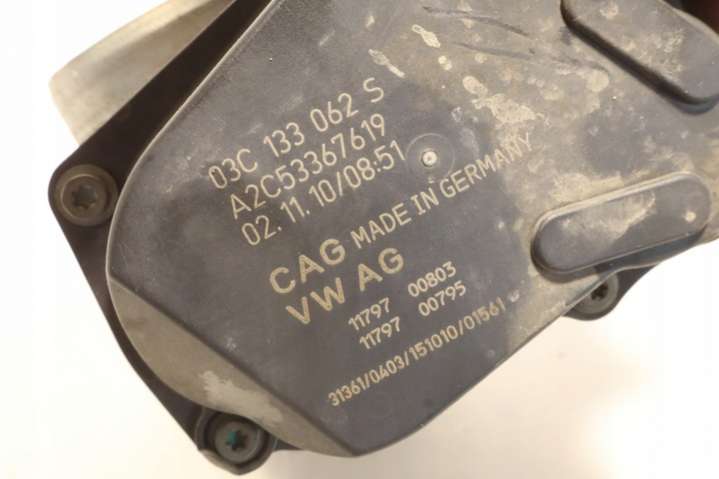 03C 133 062 S
A2C53367619
02.11.10/08:51
CAG MADE IN GERMANY
VW AG
11797 00803
11797 00795
31361/0403/151010/01561